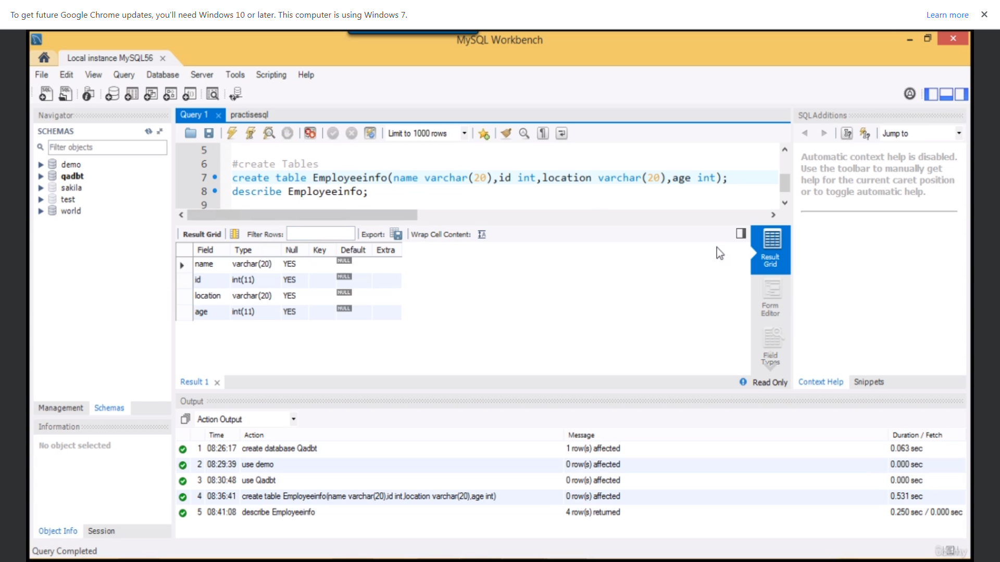 To get future Google Chrome updates, you'll need Windows 10 or later. This computer is using Windows 7.
Learn more
MySQL Workbench
Local instance MySQL56
File Edit View Query Database Server Tools Scripting Help
Navigator
SCHEMAS
Filter objects
demo
qadbt
sakila
test
world
Management Schemas
Information
No object selected
Object Info Session
Query Completed
Query 1 practisesql
Limit to 1000 rows
5
6 #create Tables
7 create table Employeeinfo(name varchar(20),id int,location varchar(20),age int);
8 describe Employeeinfo;
9
Result Grid Filter Rows: Export: Wrap Cell Content:
Field Type Null Key Default Extra
name varchar(20) YES NULL
id int(11) YES NULL
location varchar(20) YES NULL
age int(11) YES NULL
Result
Grid
Form
Editor
Field
Types
Result 1
Read Only
SQLAdditions
Jump to
Automatic context help is disabled.
Use the toolbar to manually get
help for the current caret position
or to toggle automatic help.
Context Help Snippets
Output
Action Output
Time Action Message Duration / Fetch
1 08:26:17 create database Qadbt 1 row(s) affected 0.063 sec
2 08:29:39 use demo 0 row(s) affected 0.000 sec
3 08:30:48 use Qadbt 0 row(s) affected 0.000 sec
4 08:36:41 create table Employeeinfo(name varchar(20),id int,location varchar(20),age int) 0 row(s) affected 0.531 sec
5 08:41:08 describe Employeeinfo 4 row(s) returned 0.250 sec / 0.000 sec